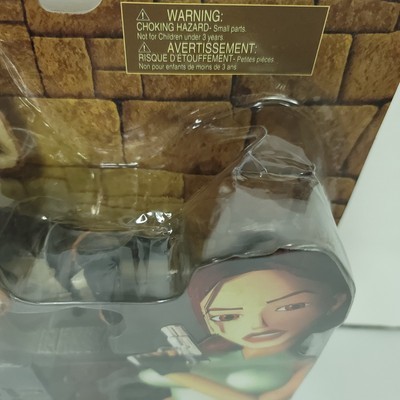 WARNING:
CHOKING HAZARD- Small parts.
Not for Children under 3 years.
AVERTISSEMENT:
RISQUE D'ETOUFFEMENT- Petites pièces
Non pour enfants de moins de 3 ans